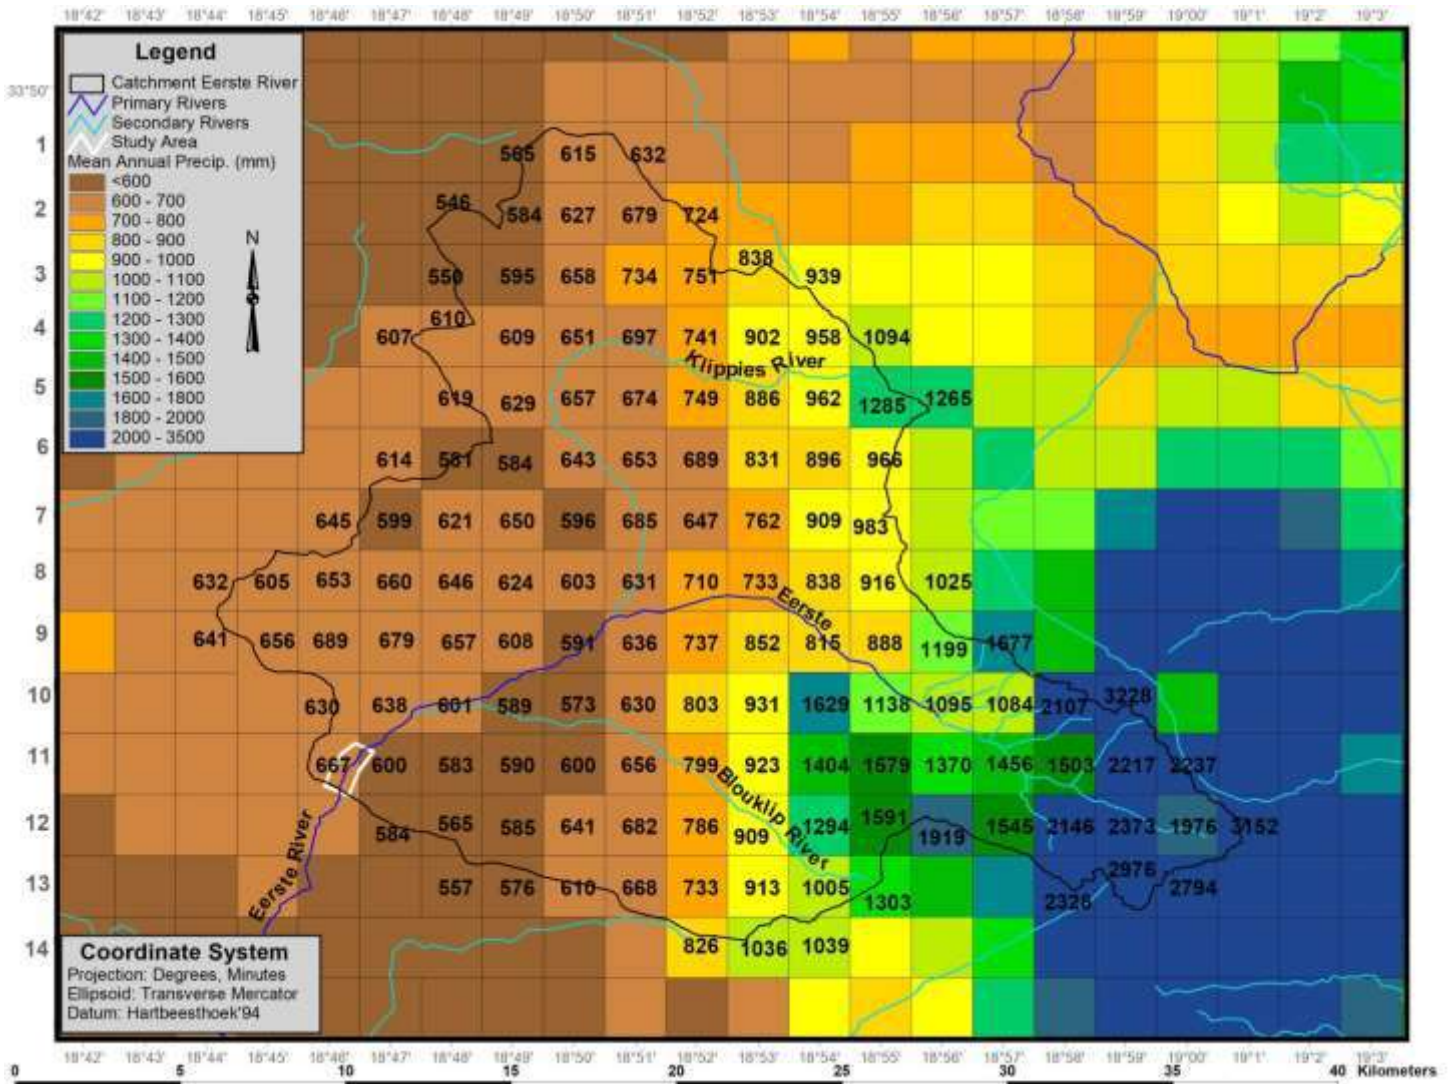 18°42' 18°43' 18°44' 18°45' 18°46' 18°47' 18°48' 18°49' 18°50' 18°51' 18°52' 18°53' 18°54' 18°55' 18°56' 18°57' 18°58' 18°59' 19°00' 19°1' 19°2' 19°3'
Legend
Catchment Eerste River
Primary Rivers
Secondary Rivers
Study Area
Mean Annual Precip. (mm)
<600
600 - 700
700 - 800
800 - 900
900 - 1000
1000 - 1100
1100 - 1200
1200 - 1300
1300 - 1400
1400 - 1500
1500 - 1600
1600 - 1800
1800 - 2000
2000 - 3500
N
33°50'
1 565 615 632
2 546 584 627 679 724
3 550 595 658 734 751 838 939
4 607 610 609 651 697 741 902 958 1094
Klippies River
5 619 629 657 674 749 886 962 1285 1265
6 614 581 584 643 653 689 831 896 966
7 645 599 621 650 596 685 647 762 909 983
8 632 605 653 660 646 624 603 631 710 733 838 916 1025
Eerste
9 641 656 689 679 657 608 591 636 737 852 815 888 1199 1677
10 630 638 601 589 573 630 803 931 1629 1138 1095 1084 2107 3228
11 667 600 583 590 600 656 799 923 1404 1579 1370 1456 1503 2217 2237
Blouklip River
12 584 565 585 641 682 786 909 1294 1591 1919 1545 2146 2373 1976 3152
Eerste River
13 557 576 610 668 733 913 1005 1303 2328 2976 2794
14 826 1036 1039
Coordinate System
Projection: Degrees, Minutes
Ellipsoid: Transverse Mercator
Datum: Hartbeesthoek'94
18°42' 18°43' 18°44' 18°45' 18°46' 18°47' 18°48' 18°49' 18°50' 18°51' 18°52' 18°53' 18°54' 18°55' 18°56' 18°57' 18°58' 18°59' 19°00' 19°1' 19°2' 19°3'
0 5 10 15 20 25 30 35 40 Kilometers